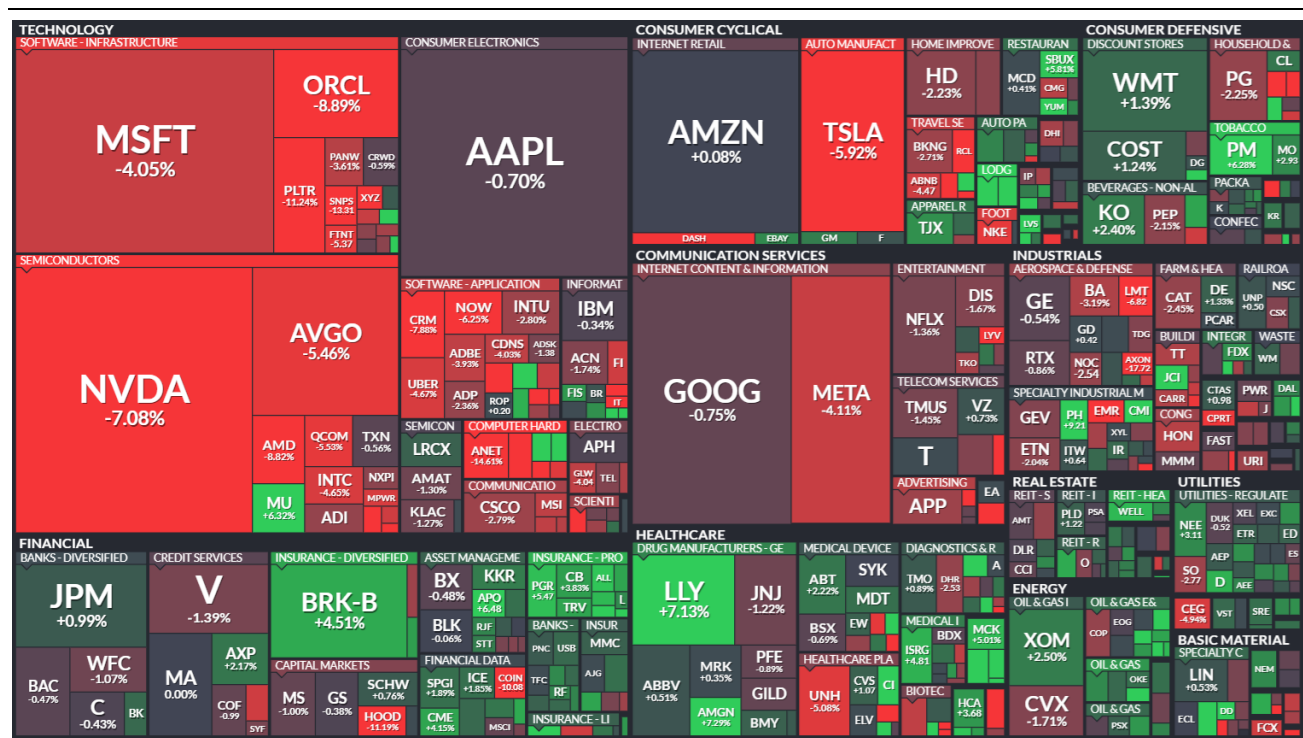 TECHNOLOGY
SOFTWARE - INFRASTRUCTURE
MSFT
-4.05%
ORCL
-8.89%
PLTR
-11.24%
PANW
-3.61%
CRWD
-0.59%
SNPS
-13.31
XYZ
FTNT
-5.37
CONSUMER ELECTRONICS
AAPL
-0.70%
SEMICONDUCTORS
NVDA
-7.08%
AVGO
-5.46%
AMD
-8.82%
MU
+6.32%
QCOM
-5.53%
TXN
-0.56%
INTC
-4.65%
NXPI
ADI
MPWR
SOFTWARE - APPLICATION
CRM
-7.88%
NOW
-6.25%
INTU
-2.80%
UBER
-4.67%
ADBE
-3.93%
CDNS
-4.03%
ADSK
-1.38
ADP
-2.36%
ROP
+0.20
INFORMAT
IBM
-0.34%
ACN
-1.74%
FI
FIS
BR
IT
SEMICON
LRCX
AMAT
-1.30%
KLAC
-1.27%
COMPUTER HARD
ANET
-14.61%
COMMUNICATIO
CSCO
-2.79%
MSI
ELECTRO
APH
GLW
-4.04
TEL
SCIENTI
CONSUMER CYCLICAL
INTERNET RETAIL
AMZN
+0.08%
DASH
EBAY
AUTO MANUFACT
TSLA
-5.92%
GM
F
HOME IMPROVE
HD
-2.23%
RESTAURAN
MCD
+0.41%
SBUX
+5.81%
CMG
YUM
TRAVEL SE
BKNG
-2.71%
RCL
ABNB
-4.47
AUTO PA
DHI
LODG
IP
APPAREL R
TJX
FOOT
NKE
LVS
CONSUMER DEFENSIVE
DISCOUNT STORES
WMT
+1.39%
COST
+1.24%
DG
HOUSEHOLD &
PG
-2.25%
CL
TOBACCO
PM
+6.28%
MO
+2.93
BEVERAGES - NON-AL
KO
+2.40%
PEP
-2.15%
PACKA
K
CONFEC
KR
COMMUNICATION SERVICES
INTERNET CONTENT & INFORMATION
GOOG
-0.75%
META
-4.11%
ENTERTAINMENT
NFLX
-1.36%
DIS
-1.67%
LYV
TKO
TELECOM SERVICES
TMUS
-1.45%
VZ
+0.73%
T
ADVERTISING
APP
EA
INDUSTRIALS
AEROSPACE & DEFENSE
GE
-0.54%
BA
-3.19%
LMT
-6.82
RTX
-0.86%
GD
+0.42
TDG
NOC
-2.54
AXON
-17.72
FARM & HEA
CAT
-2.45%
DE
+1.33%
PCAR
RAILROA
UNP
+0.50
NSC
CSX
BUILDI
TT
JCI
CARR
INTEGR
FDX
WASTE
WM
SPECIALTY INDUSTRIAL M
GEV
PH
+9.21
EMR
CMI
ETN
-2.04%
ITW
+0.64
XYL
IR
CONG
HON
MMM
CTAS
+0.98
CPRT
FAST
PWR
J
DAL
URI
FINANCIAL
BANKS - DIVERSIFIED
JPM
+0.99%
BAC
-0.47%
WFC
-1.07%
C
-0.43%
BK
CREDIT SERVICES
V
-1.39%
MA
0.00%
AXP
+2.17%
COF
-0.99
SYF
INSURANCE - DIVERSIFIED
BRK-B
+4.51%
CAPITAL MARKETS
MS
-1.00%
GS
-0.38%
SCHW
+0.76%
HOOD
-11.19%
ASSET MANAGEME
BX
-0.48%
KKR
APO
+6.48
BLK
-0.06%
RJF
STT
FINANCIAL DATA
SPGI
+1.89%
ICE
+1.85%
COIN
-10.08
CME
+4.15%
MSCI
INSURANCE - PRO
PGR
+5.47
CB
+3.83%
ALL
TRV
L
BANKS -
PNC
USB
TFC
RF
INSUR
MMC
AJG
INSURANCE - LI
HEALTHCARE
DRUG MANUFACTURERS - GE
LLY
+7.13%
JNJ
-1.22%
ABBV
+0.51%
MRK
+0.35%
PFE
-0.89%
AMGN
+7.29%
GILD
BMY
MEDICAL DEVICE
ABT
+2.22%
SYK
MDT
BSX
-0.69%
EW
HEALTHCARE PLA
UNH
-5.08%
CVS
+1.07
CI
ELV
DIAGNOSTICS & R
TMO
+0.89%
DHR
-2.53
A
MEDICAL I
ISRG
+4.81
BDX
MCK
+5.01%
BIOTEC
HCA
+3.68
REAL ESTATE
REIT - S
AMT
DLR
CCI
REIT - I
PLD
+1.22
PSA
REIT - HEA
WELL
REIT - R
O
UTILITIES
UTILITIES - REGULATE
NEE
+3.11
DUK
-0.52
XEL
EXC
ETR
ED
SO
-2.77
AEP
ES
D
AEE
CEG
-4.94%
VST
SRE
ENERGY
OIL & GAS I
XOM
+2.50%
CVX
-1.71%
OIL & GAS E&
COP
EOG
OIL & GAS
OKE
OIL & GAS
PSX
BASIC MATERIAL
SPECIALTY C
LIN
+0.53%
ECL
DD
NEM
FCX